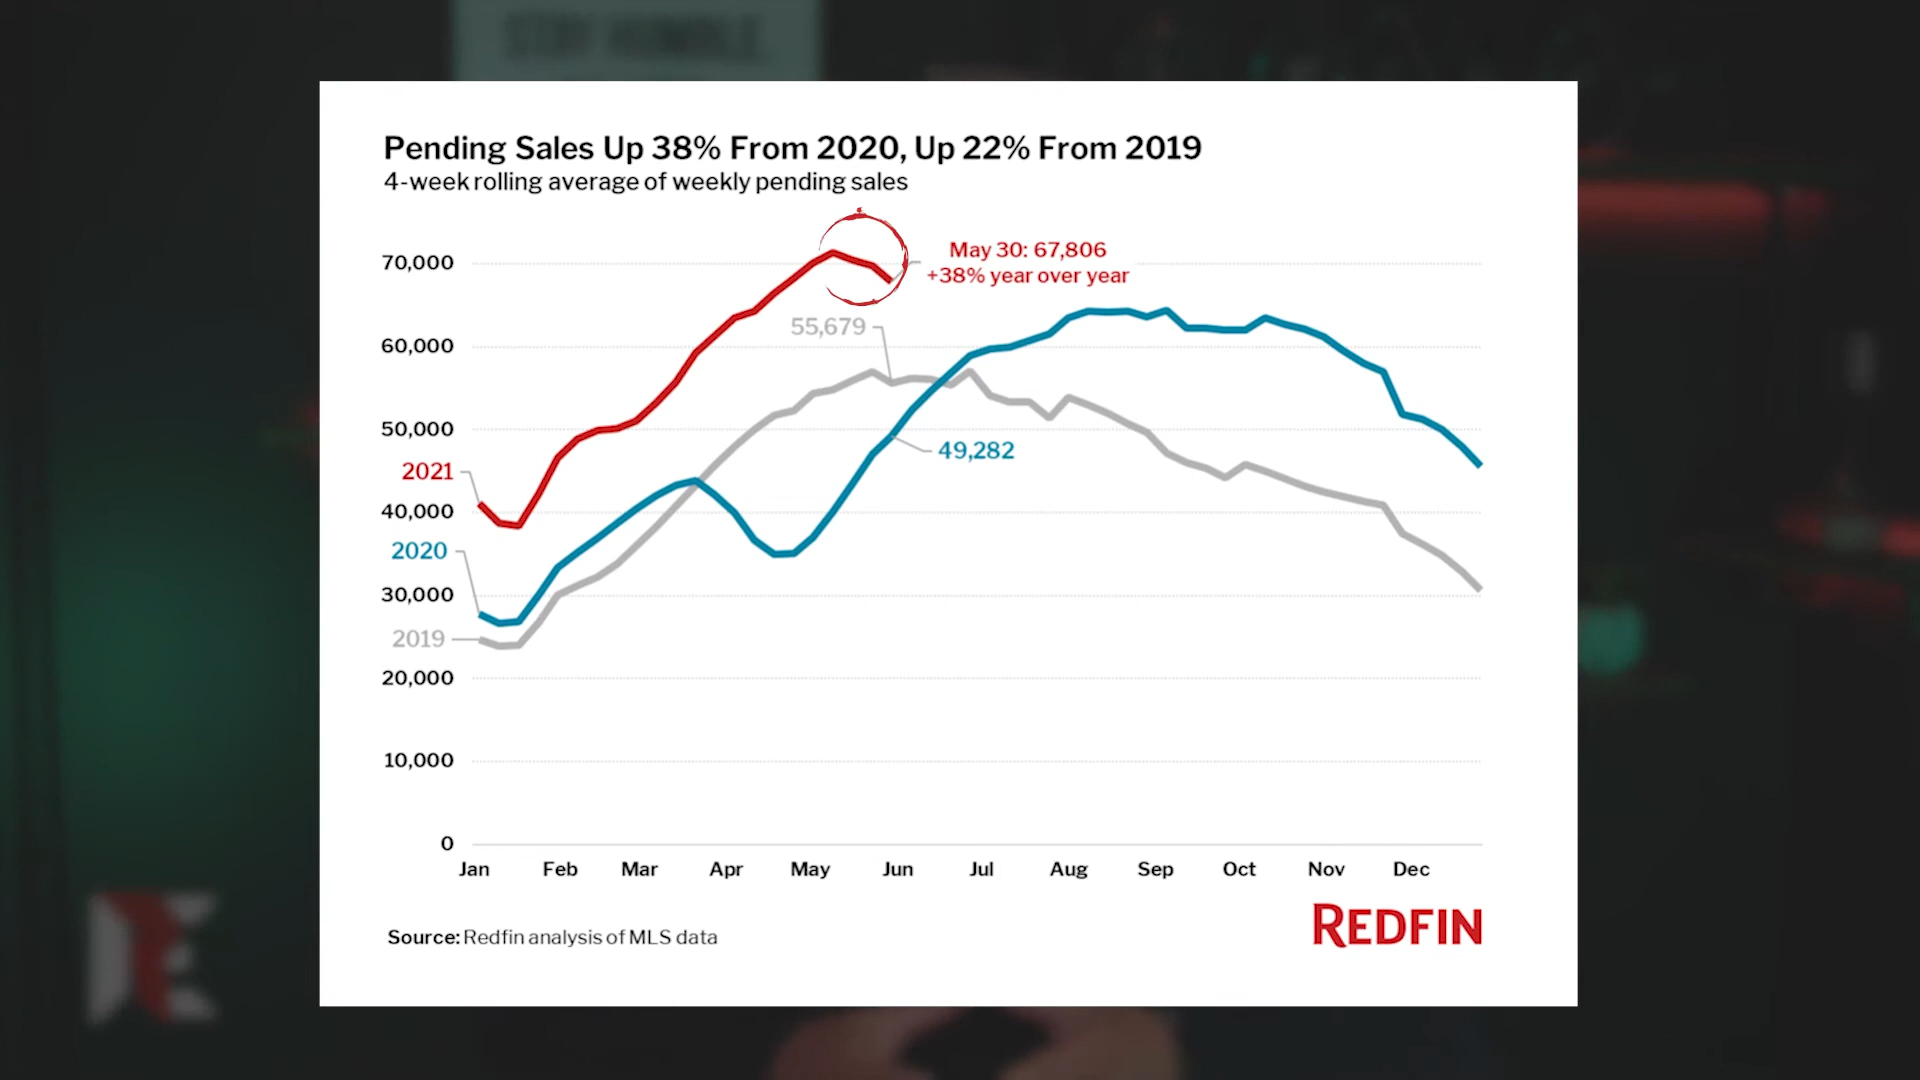 STAY HUMBLE.
Pending Sales Up 38% From 2020, Up 22% From 2019
4-week rolling average of weekly pending sales
70,000
60,000
50,000
40,000
30,000
20,000
10,000
0
May 30: 67,806
+38% year over year
55,679
49,282
2021
2020
2019
Jan Feb Mar Apr May Jun Jul Aug Sep Oct Nov Dec
Source: Redfin analysis of MLS data
REDFIN